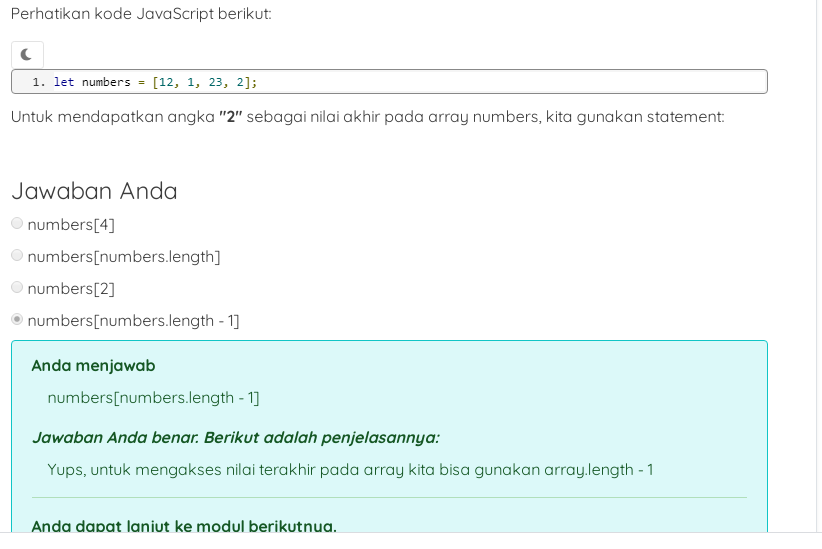 Perhatikan kode JavaScript berikut:
1. let numbers = [12, 1, 23, 2];
Untuk mendapatkan angka "2" sebagai nilai akhir pada array numbers, kita gunakan statement:
Jawaban Anda
numbers[4]
numbers[numbers.length]
numbers[2]
numbers[numbers.length - 1]
Anda menjawab
numbers[numbers.length - 1]
Jawaban Anda benar. Berikut adalah penjelasannya:
Yups, untuk mengakses nilai terakhir pada array kita bisa gunakan array.length - 1
Anda dapat lanjut ke modul berikutnya.